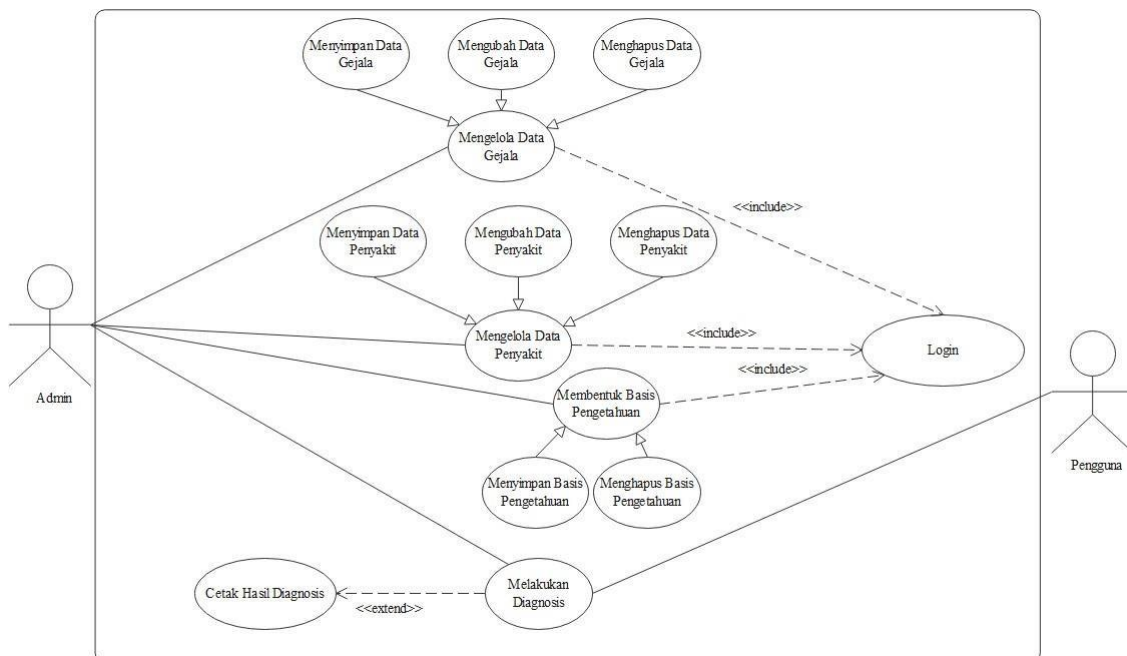 Menyimpan Data
Gejala
Mengubah Data
Gejala
Menghapus Data
Gejala
Mengelola Data
Gejala
<<include>>
Menyimpan Data
Penyakit
Mengubah Data
Penyakit
Menghapus Data
Penyakit
Mengelola Data
Penyakit
<<include>>
Login
<<include>>
Admin
Membentuk Basis
Pengetahuan
Pengguna
Menyimpan Basis
Pengetahuan
Menghapus Basis
Pengetahuan
Cetak Hasil Diagnosis
<<extend>>
Melakukan
Diagnosis